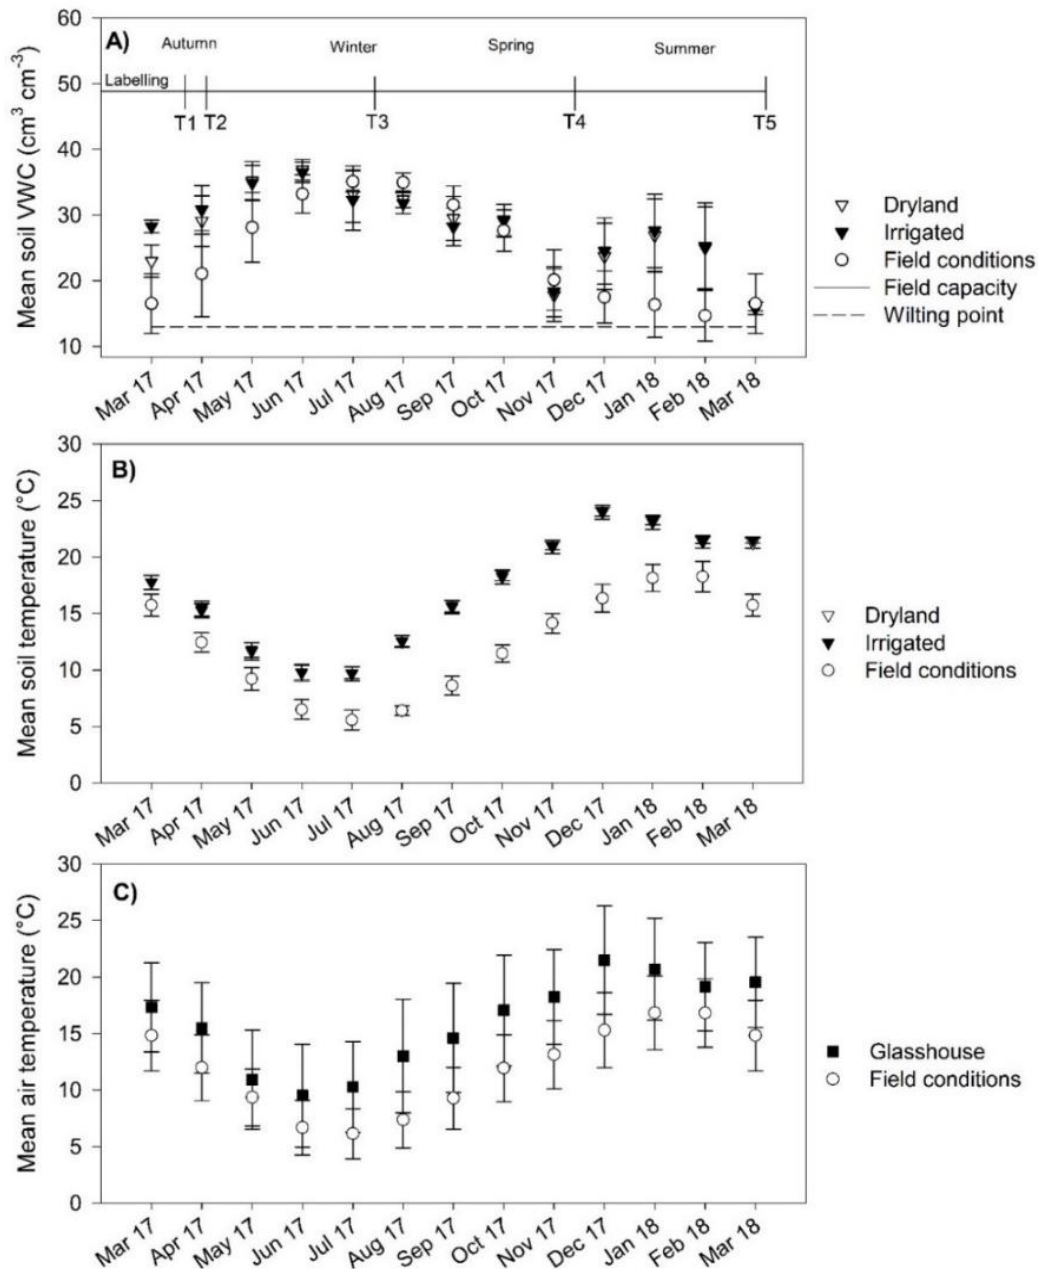 A)
Autumn
Winter
Spring
Summer
Labelling
T1
T2
T3
T4
T5
Mean soil VWC (cm³ cm⁻³)
60
50
40
30
20
10
Mar 17
Apr 17
May 17
Jun 17
Jul 17
Aug 17
Sep 17
Oct 17
Nov 17
Dec 17
Jan 18
Feb 18
Mar 18
Dryland
Irrigated
Field conditions
Field capacity
Wilting point
B)
Mean soil temperature (°C)
30
25
20
15
10
5
0
Mar 17
Apr 17
May 17
Jun 17
Jul 17
Aug 17
Sep 17
Oct 17
Nov 17
Dec 17
Jan 18
Feb 18
Mar 18
Dryland
Irrigated
Field conditions
C)
Mean air temperature (°C)
30
25
20
15
10
5
0
Mar 17
Apr 17
May 17
Jun 17
Jul 17
Aug 17
Sep 17
Oct 17
Nov 17
Dec 17
Jan 18
Feb 18
Mar 18
Glasshouse
Field conditions